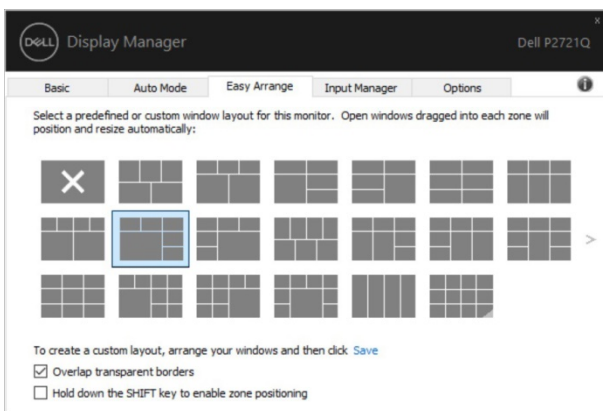 DELL Display Manager
x
Dell P2721Q
Basic Auto Mode Easy Arrange Input Manager Options i
Select a predefined or custom window layout for this monitor. Open windows dragged into each zone will
position and resize automatically:
>
To create a custom layout, arrange your windows and then click Save
Overlap transparent borders
Hold down the SHIFT key to enable zone positioning